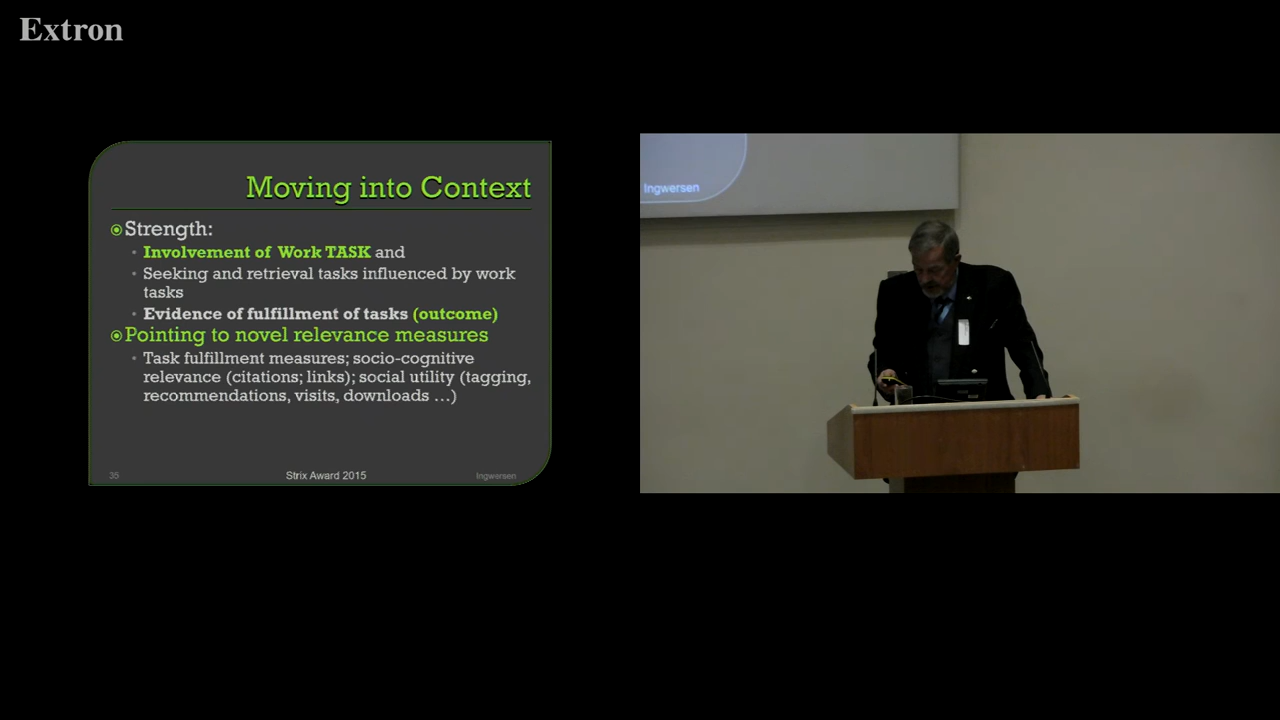 Extron
Moving into Context
Strength:
Involvement of Work TASK and
Seeking and retrieval tasks influenced by work
tasks
Evidence of fulfillment of tasks (outcome)
Pointing to novel relevance measures
Task fulfillment measures; socio-cognitive
relevance (citations; links); social utility (tagging,
recommendations, visits, downloads …)
35
Strix Award 2015
Ingwersen
Ingwersen